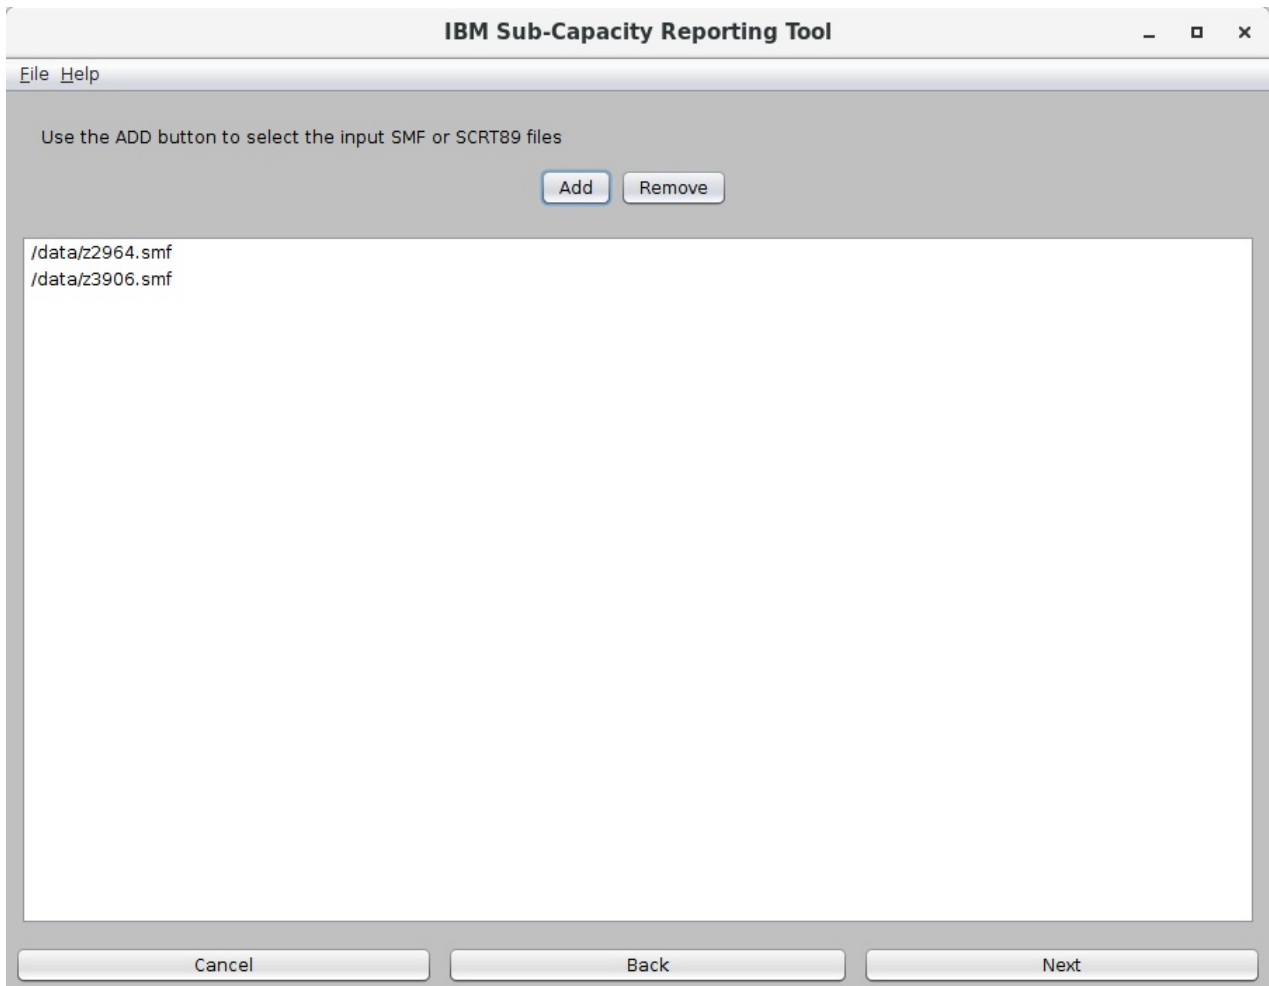 IBM Sub-Capacity Reporting Tool
File Help
Use the ADD button to select the input SMF or SCRT89 files
Add Remove
/data/z2964.smf
/data/z3906.smf
Cancel Back Next